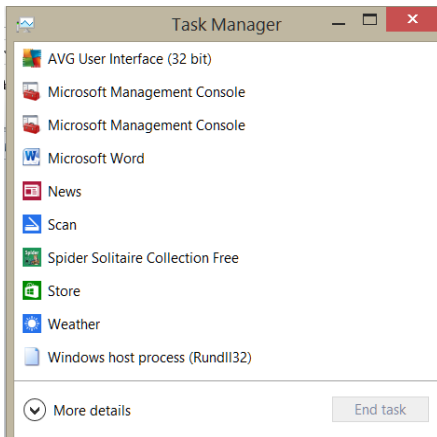 Task Manager
AVG User Interface (32 bit)
Microsoft Management Console
Microsoft Management Console
Microsoft Word
News
Scan
Spider Solitaire Collection Free
Store
Weather
Windows host process (Rundll32)
More details
End task